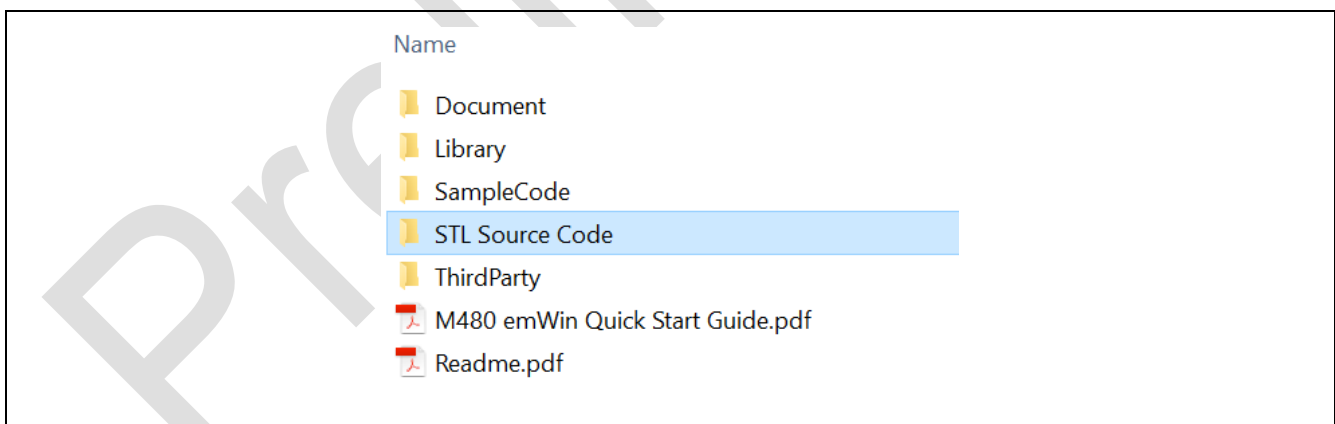 Name
Document
Library
SampleCode
STL Source Code
ThirdParty
M480 emWin Quick Start Guide.pdf
Readme.pdf